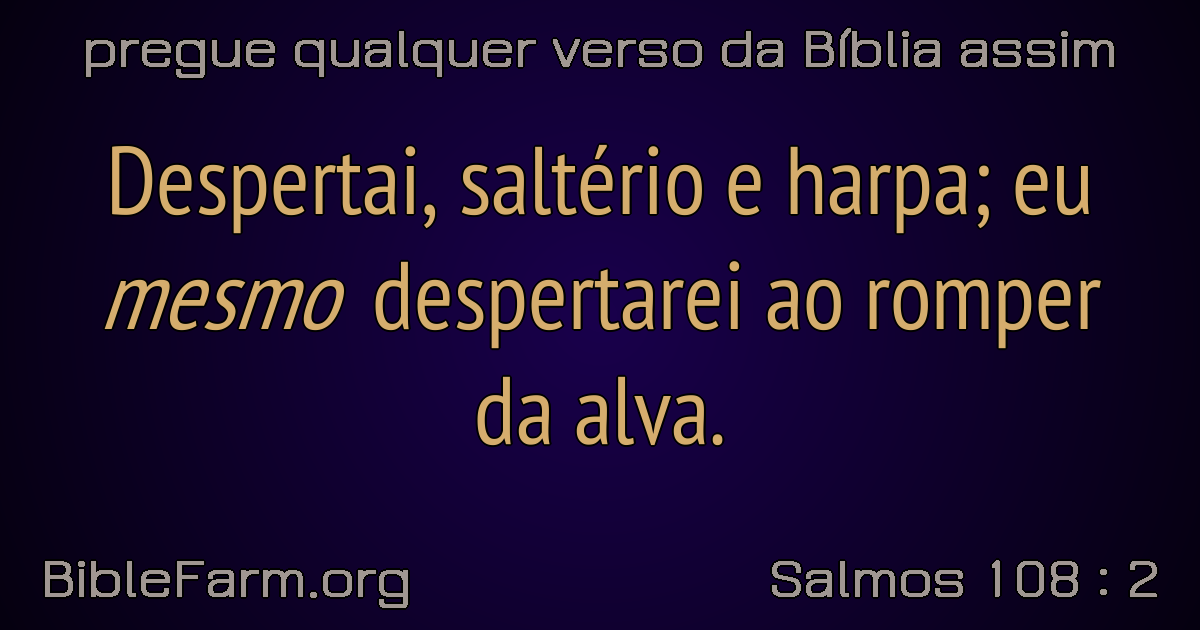 pregue qualquer verso da Bíblia assim
Despertai, saltério e harpa; eu
mesmo despertarei ao romper
da alva.
BibleFarm.org
Salmos 108 : 2